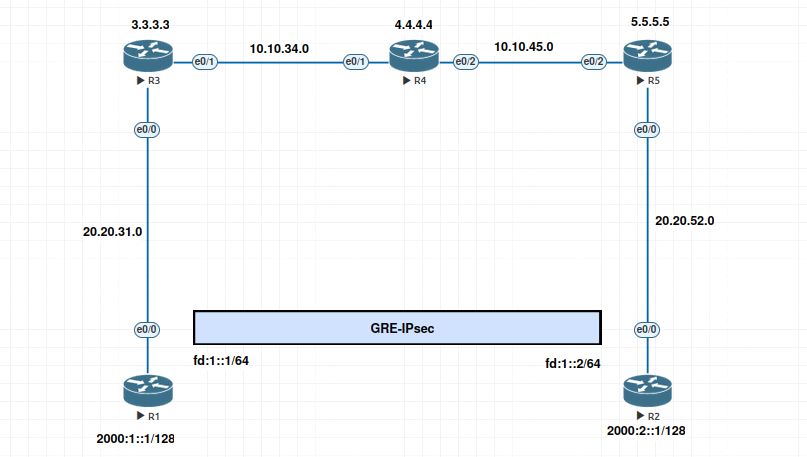 3.3.3.3
4.4.4.4
5.5.5.5
e0/1
10.10.34.0
e0/1
e0/2
10.10.45.0
e0/2
R3
R4
R5
e0/0
e0/0
20.20.31.0
20.20.52.0
GRE-IPsec
e0/0
e0/0
fd:1::1/64
fd:1::2/64
R1
R2
2000:1::1/128
2000:2::1/128